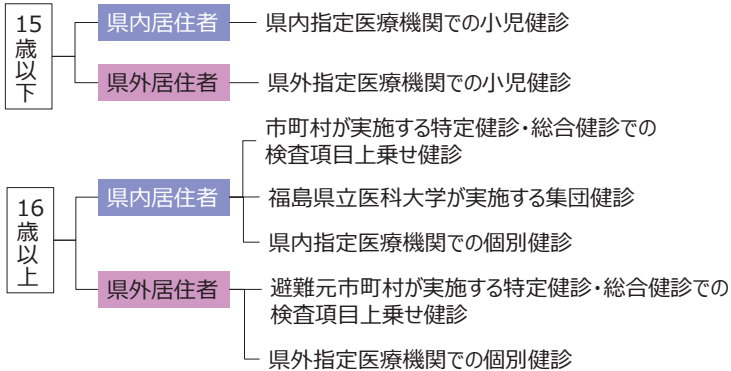 15歳以下
県内居住者
県内指定医療機関での小児健診
県外居住者
県外指定医療機関での小児健診
16歳以上
県内居住者
市町村が実施する特定健診・総合健診での
検査項目上乗せ健診
福島県立医科大学が実施する集団健診
県内指定医療機関での個別健診
県外居住者
避難元市町村が実施する特定健診・総合健診での
検査項目上乗せ健診
県外指定医療機関での個別健診